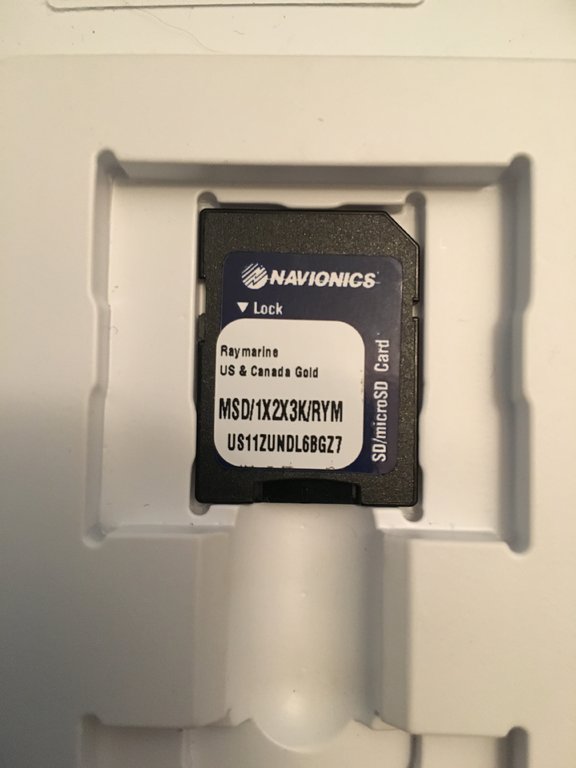 NAVIONICS
▼ Lock
Raymarine
US & Canada Gold
MSD/1X2X3K/RYM
US11ZUNDL6BGZ7
SD/microSD Card